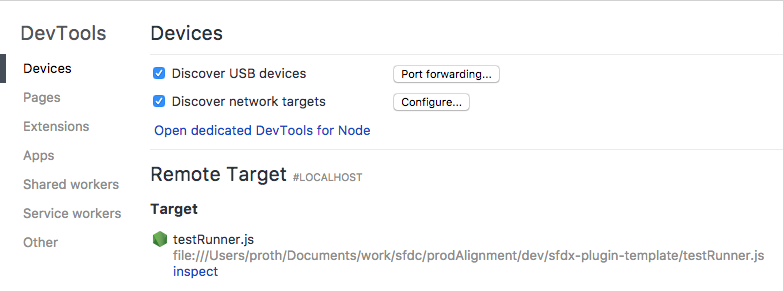 DevTools
Devices
Pages
Extensions
Apps
Shared workers
Service workers
Other
Devices
Discover USB devices Port forwarding...
Discover network targets Configure...
Open dedicated DevTools for Node
Remote Target #LOCALHOST
Target
testRunner.js
file:///Users/proth/Documents/work/sfdc/prodAlignment/dev/sfdx-plugin-template/testRunner.js
inspect